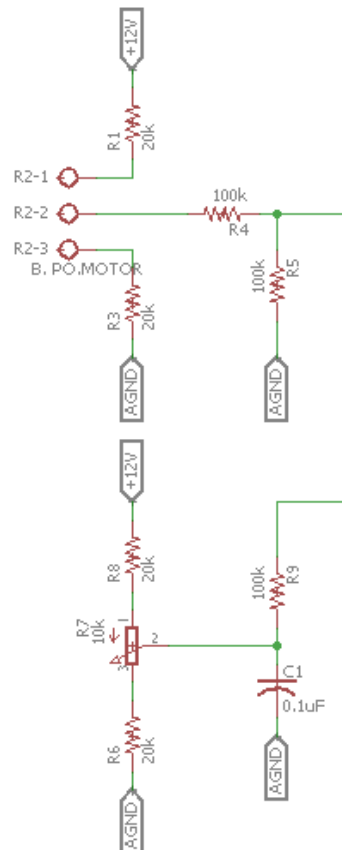 +12V
R1
20k
R2-1
R2-2
R2-3
B. PO.MOTOR
100k
R4
R3
20k
100k
R5
AGND
AGND
+12V
R8
20k
R7
10k
1
2
3
100k
R9
C1
0.1uF
R6
20k
AGND
AGND